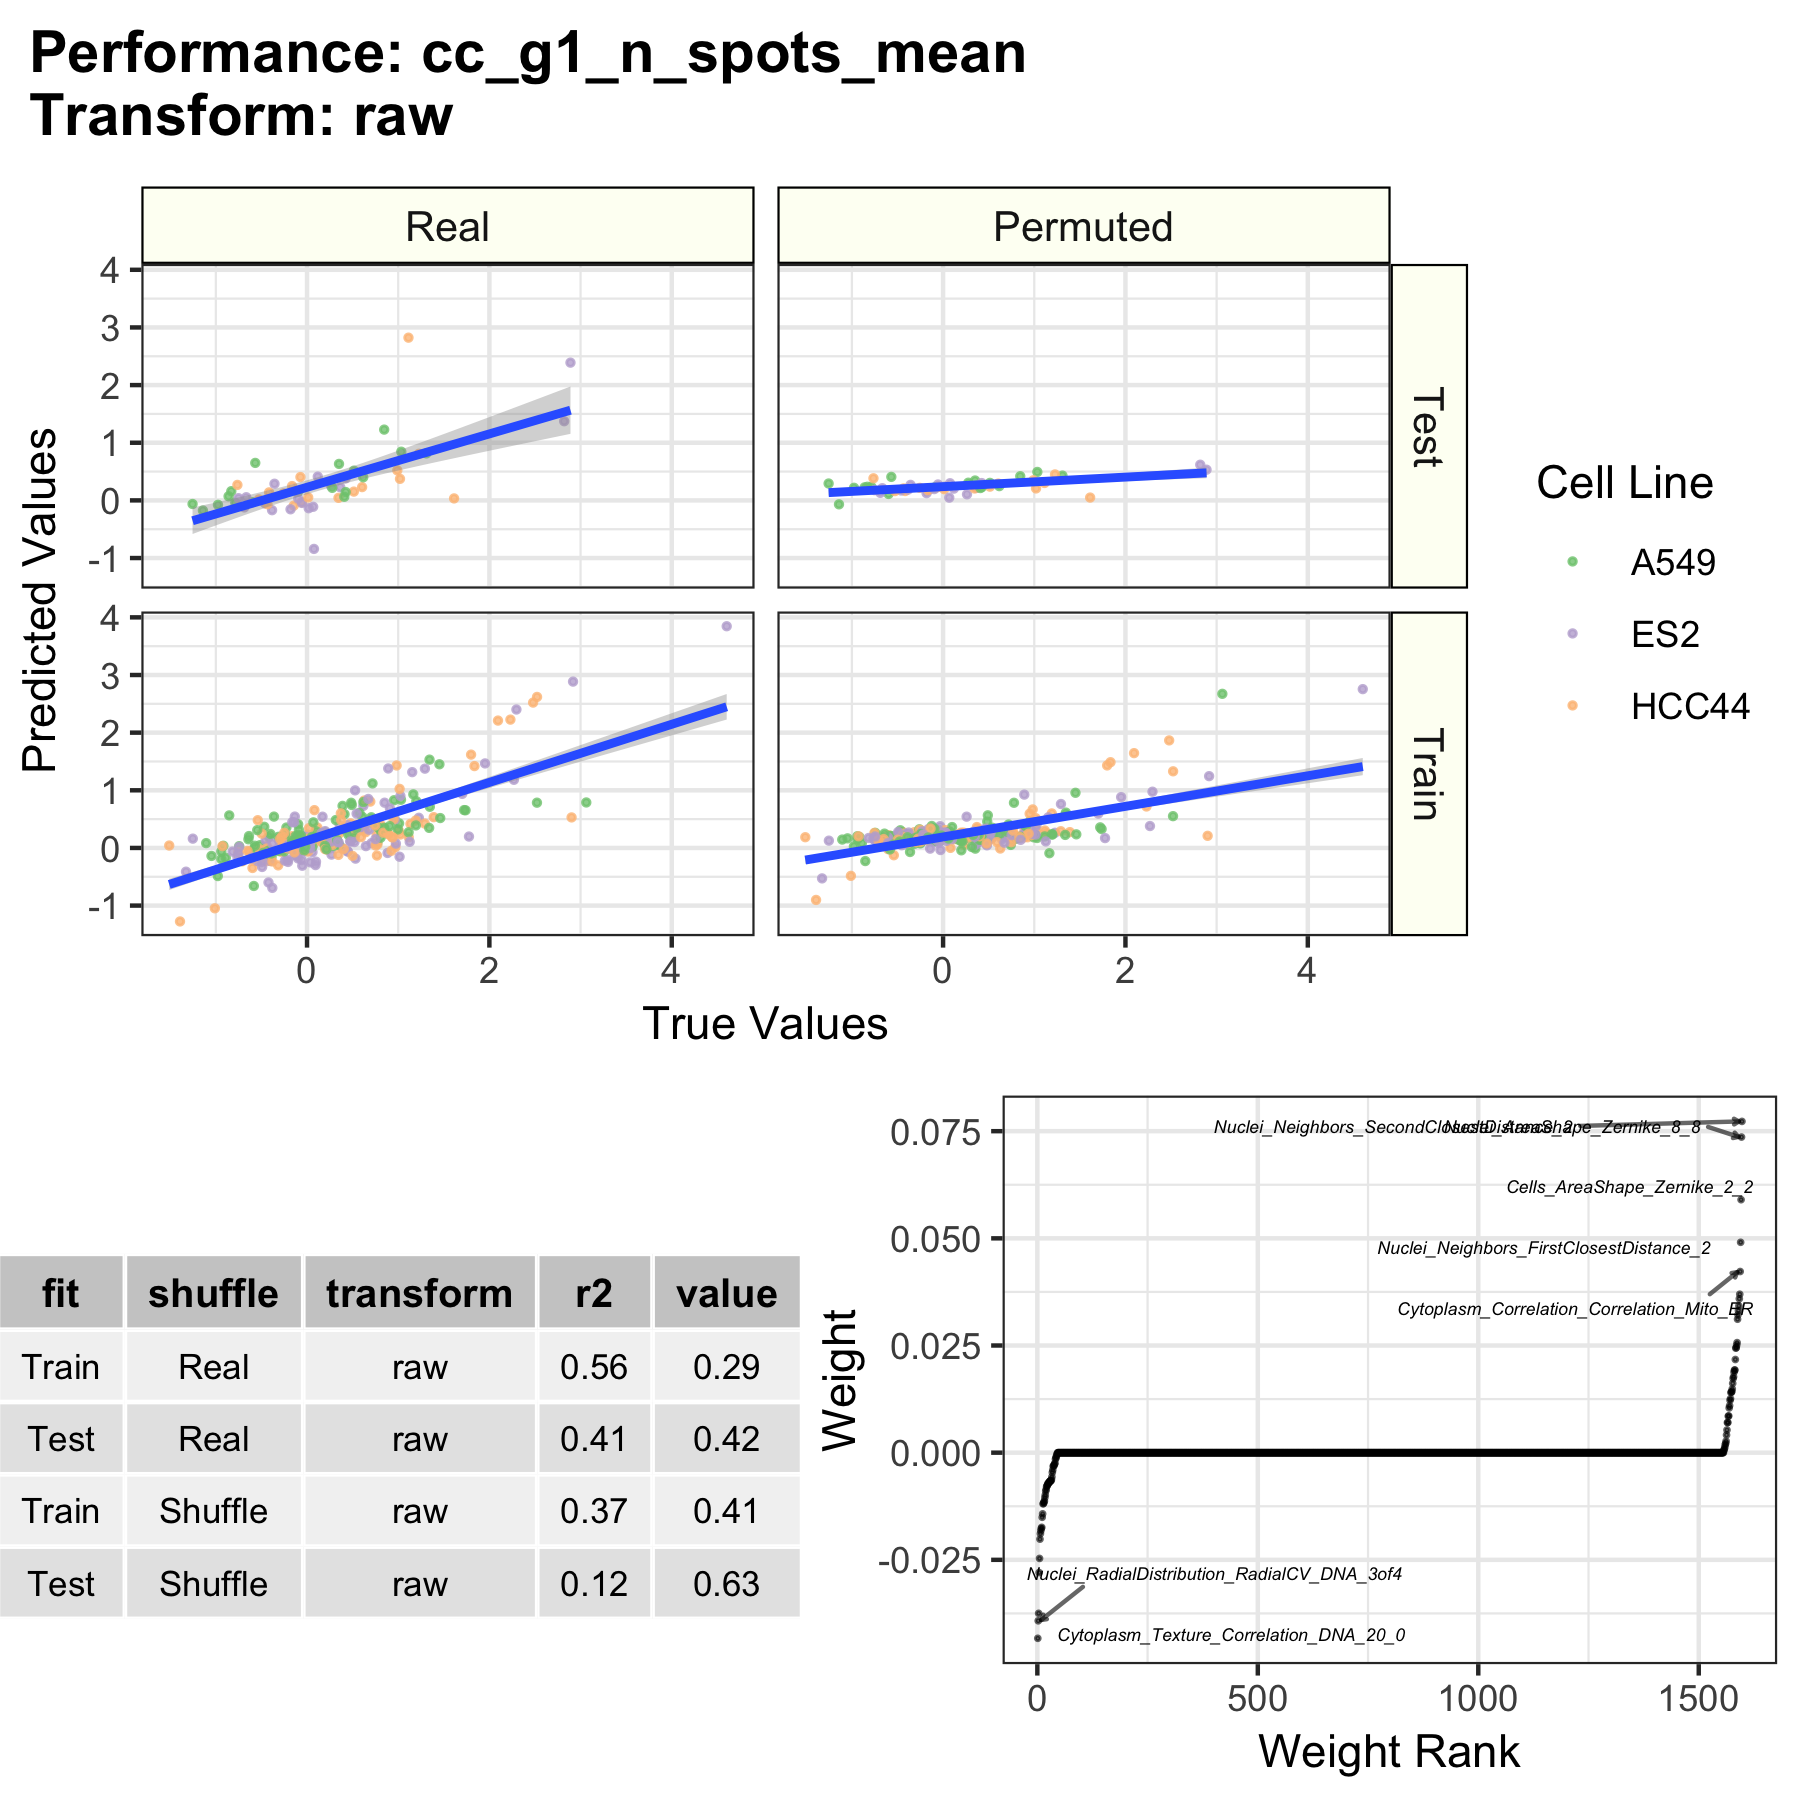 Performance: cc_g1_n_spots_mean
Transform: raw
Real
Permuted
4
3
2
1
0
-1
Test
4
3
2
1
0
-1
Train
Predicted Values
0
2
4
0
2
4
True Values
Cell Line
A549
ES2
HCC44
fit shuffle transform r2 value
Train Real raw 0.56 0.29
Test Real raw 0.41 0.42
Train Shuffle raw 0.37 0.41
Test Shuffle raw 0.12 0.63
Weight
0.075
0.050
0.025
0.000
-0.025
Nuclei_Neighbors_SecondClosestDistance_2
Nuclei_AreaShape_Zernike_8_8
Cells_AreaShape_Zernike_2_2
Nuclei_Neighbors_FirstClosestDistance_2
Cytoplasm_Correlation_Correlation_Mito_ER
Nuclei_RadialDistribution_RadialCV_DNA_3of4
Cytoplasm_Texture_Correlation_DNA_20_0
0
500
1000
1500
Weight Rank